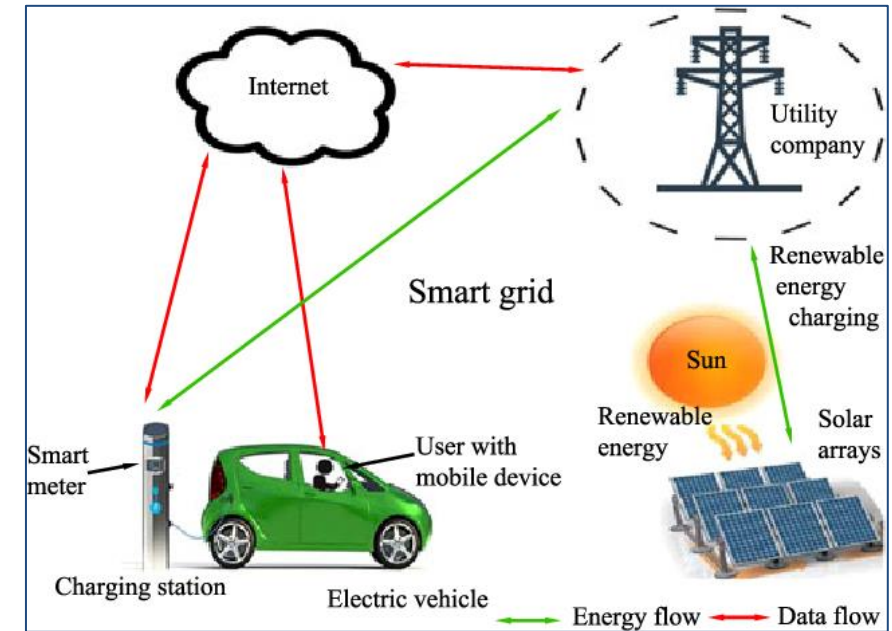 Internet
Utility
company
Renewable
energy
charging
Smart grid
Sun
Renewable
energy
Solar
arrays
Smart
meter
User with
mobile device
Charging station
Electric vehicle
Energy flow
Data flow